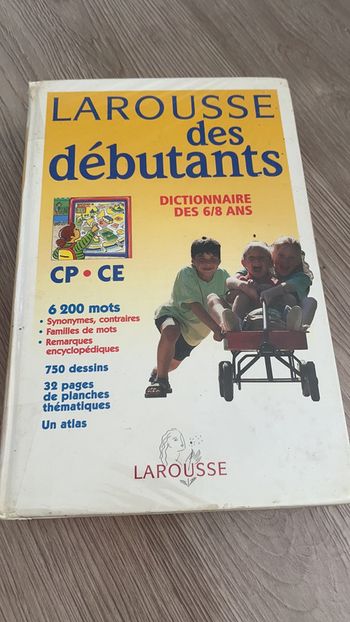 LAROUSSE
des
débutants
DICTIONNAIRE
DES 6/8 ANS
CP • CE
6 200 mots
• Synonymes, contraires
• Familles de mots
• Remarques
encyclopédiques
750 dessins
32 pages
de planches
thématiques
Un atlas
LAROUSSE